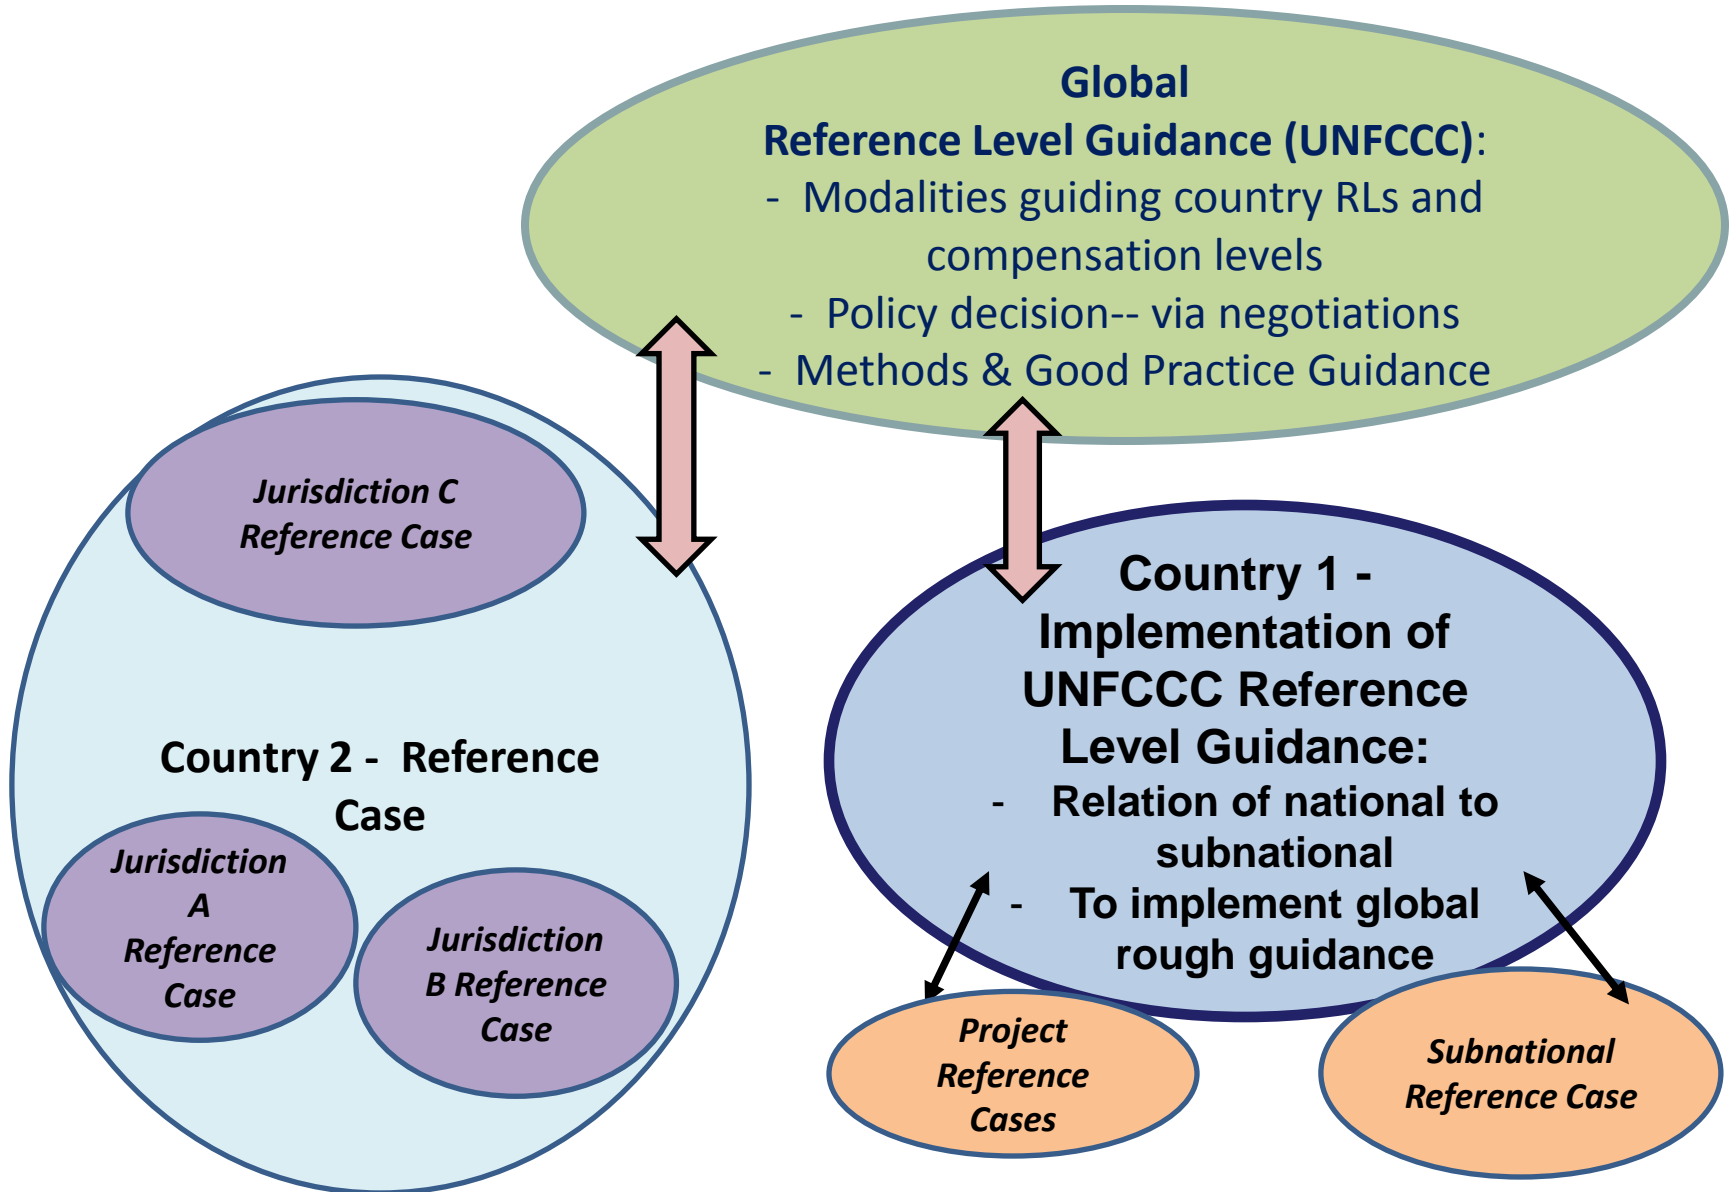 Global
Reference Level Guidance (UNFCCC):
- Modalities guiding country RLs and
compensation levels
- Policy decision-- via negotiations
- Methods & Good Practice Guidance
Jurisdiction C
Reference Case
Country 2 - Reference
Case
Jurisdiction
A
Reference
Case
Jurisdiction
B Reference
Case
Country 1 -
Implementation of
UNFCCC Reference
Level Guidance:
- Relation of national to
subnational
- To implement global
rough guidance
Project
Reference
Cases
Subnational
Reference Case